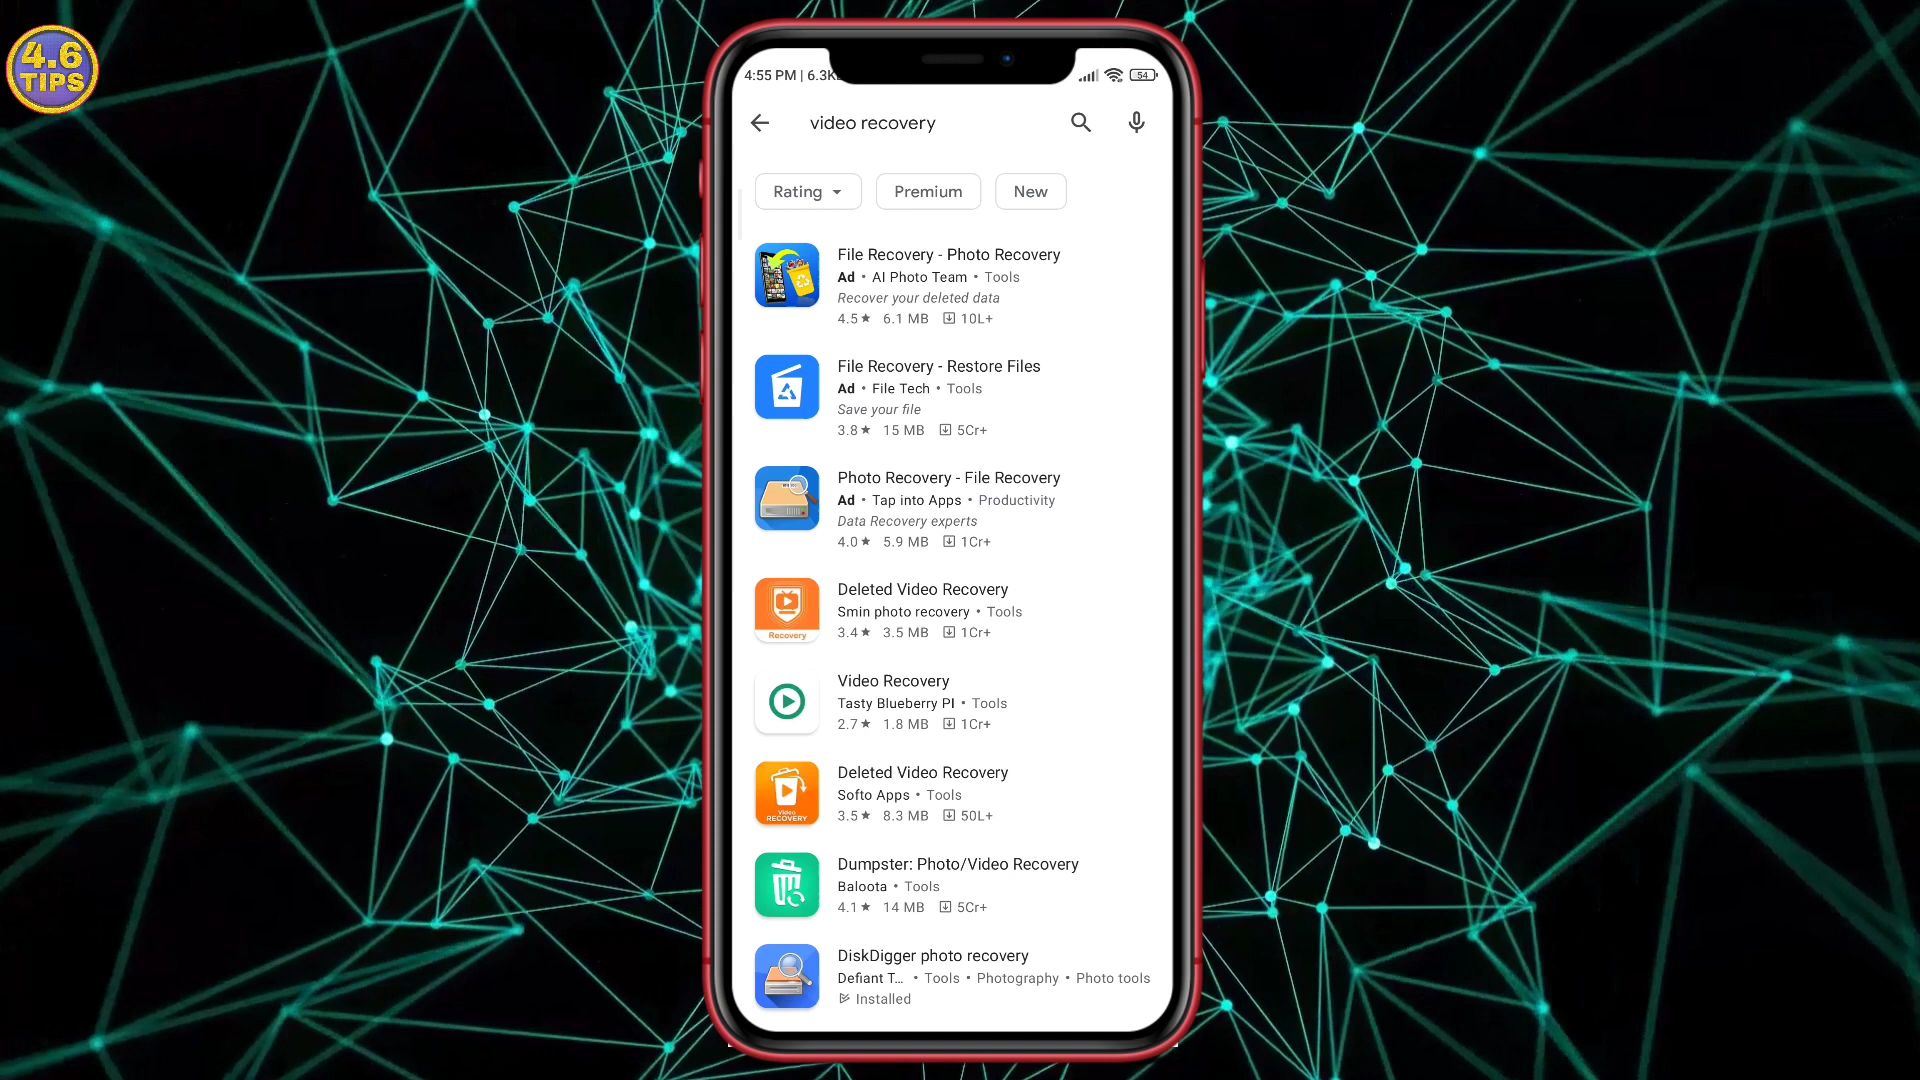 4.6
TIPS
4:55 PM | 6.3K
54
video recovery
Rating
Premium
New
File Recovery - Photo Recovery
Ad • AI Photo Team • Tools
Recover your deleted data
4.5★ 6.1 MB 10L+
File Recovery - Restore Files
Ad • File Tech • Tools
Save your file
3.8★ 15 MB 5Cr+
Photo Recovery - File Recovery
Ad • Tap into Apps • Productivity
Data Recovery experts
4.0★ 5.9 MB 1Cr+
Recovery
Deleted Video Recovery
Smin photo recovery • Tools
3.4★ 3.5 MB 1Cr+
Video Recovery
Tasty Blueberry PI • Tools
2.7★ 1.8 MB 1Cr+
Video
RECOVERY
Deleted Video Recovery
Softo Apps • Tools
3.5★ 8.3 MB 50L+
Dumpster: Photo/Video Recovery
Baloota • Tools
4.1★ 14 MB 5Cr+
DiskDigger photo recovery
Defiant T... • Tools • Photography • Photo tools
Installed